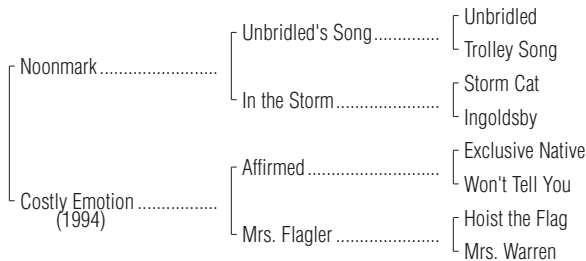 Unbridled
Unbridled's Song
Trolley Song
Noonmark
Storm Cat
In the Storm
Ingoldsby
Exclusive Native
Affirmed
Won't Tell You
Costly Emotion
(1994)
Hoist the Flag
Mrs. Flagler
Mrs. Warren